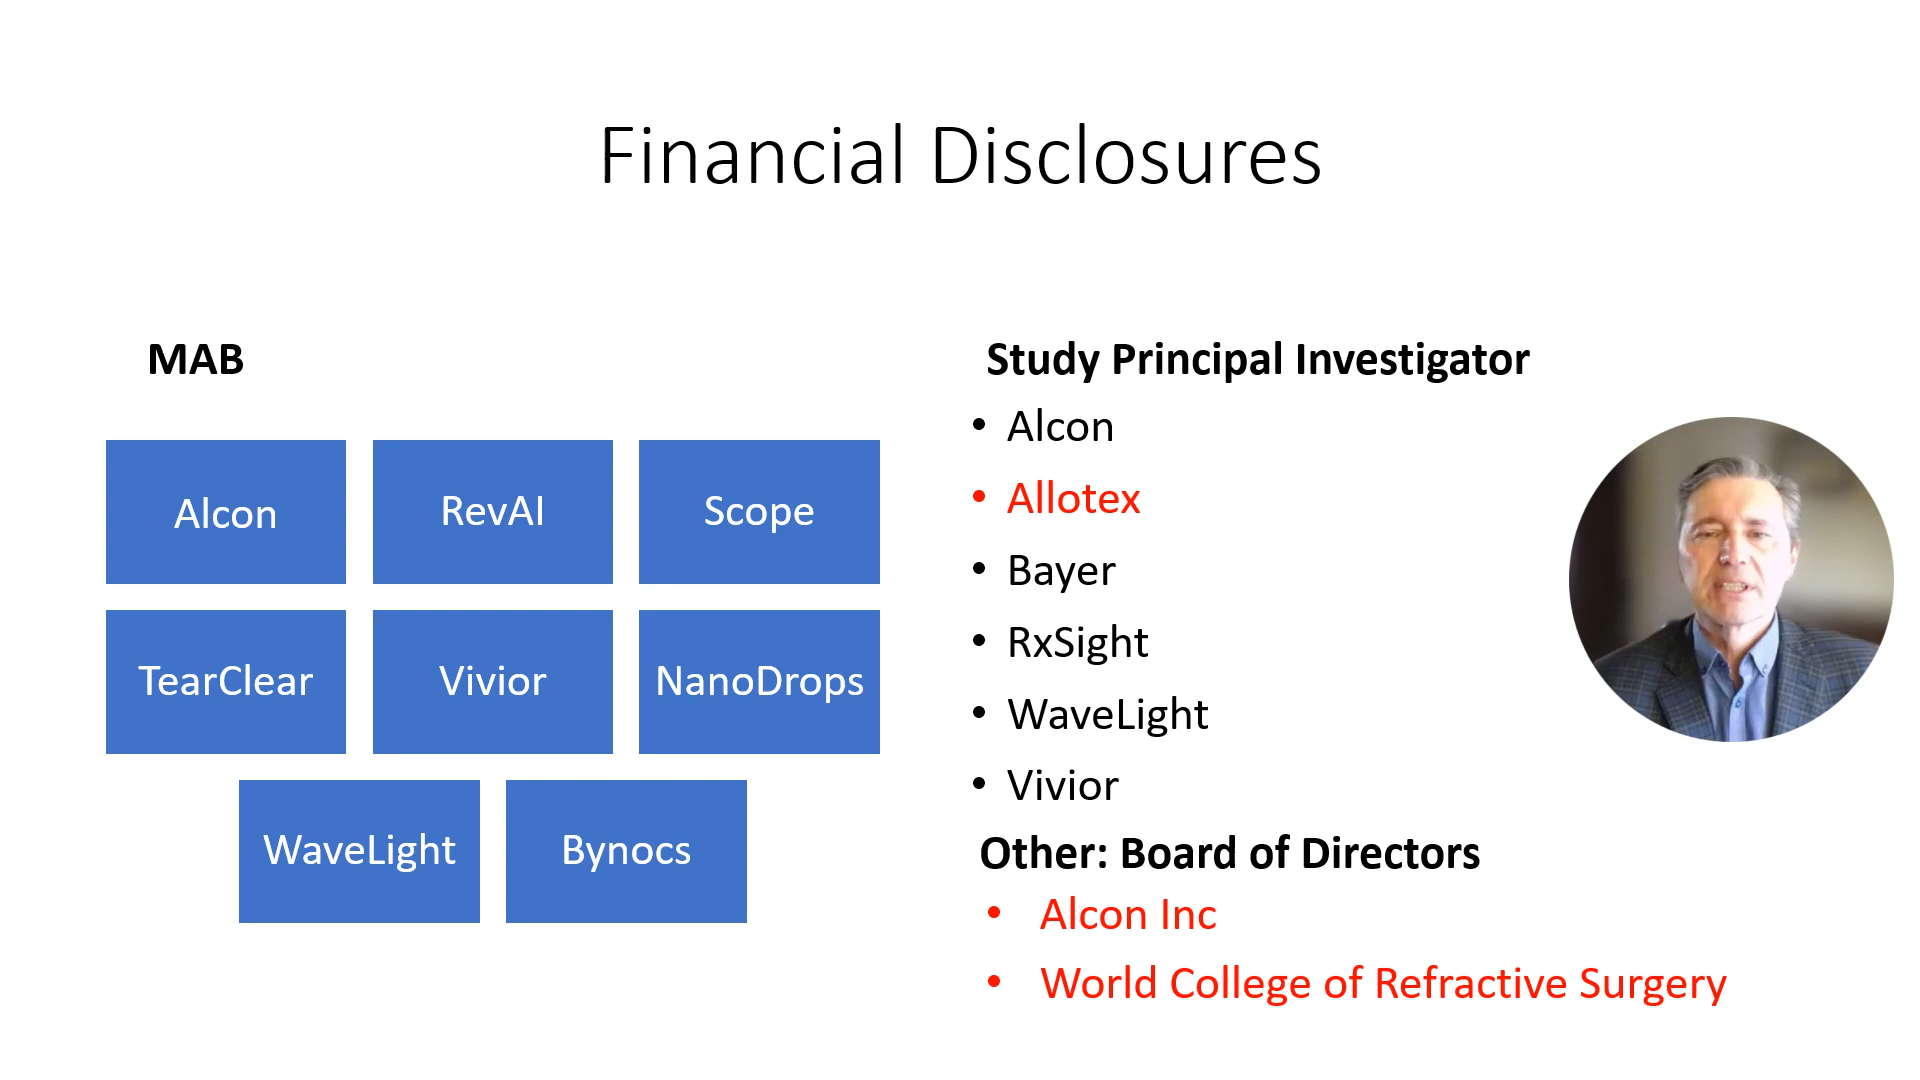 Financial Disclosures
MAB
Alcon
RevAI
Scope
TearClear
Vivior
NanoDrops
WaveLight
Bynocs
Study Principal Investigator
• Alcon
• Allotex
• Bayer
• RxSight
• WaveLight
• Vivior
Other: Board of Directors
• Alcon Inc
• World College of Refractive Surgery